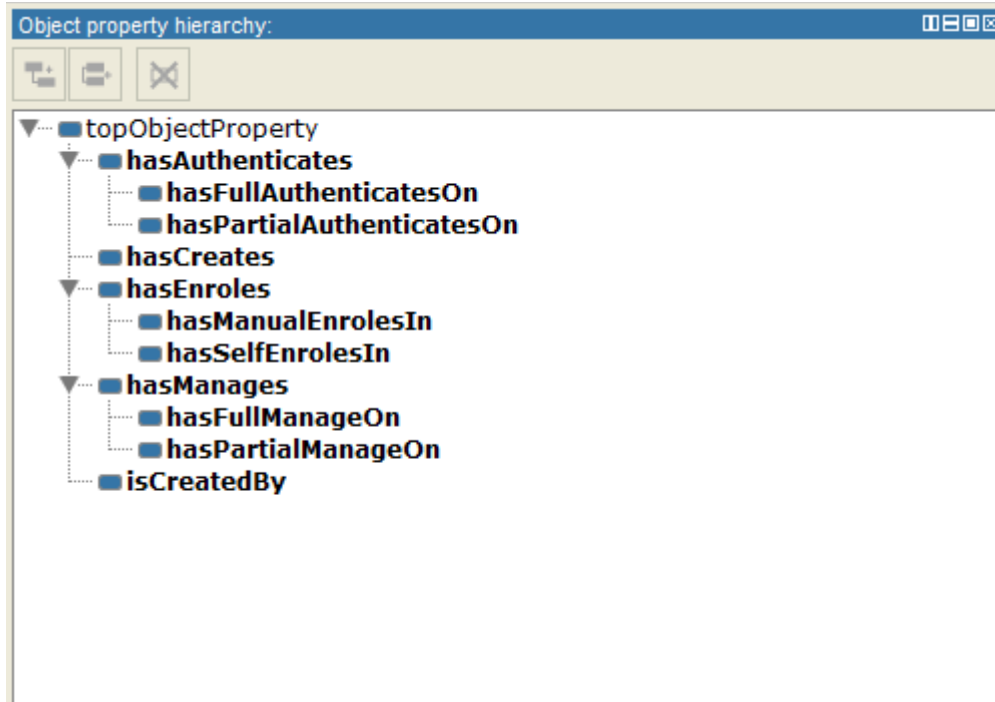 Object property hierarchy:
topObjectProperty
hasAuthenticates
hasFullAuthenticatesOn
hasPartialAuthenticatesOn
hasCreates
hasEnroles
hasManualEnrolesIn
hasSelfEnrolesIn
hasManages
hasFullManageOn
hasPartialManageOn
isCreatedBy